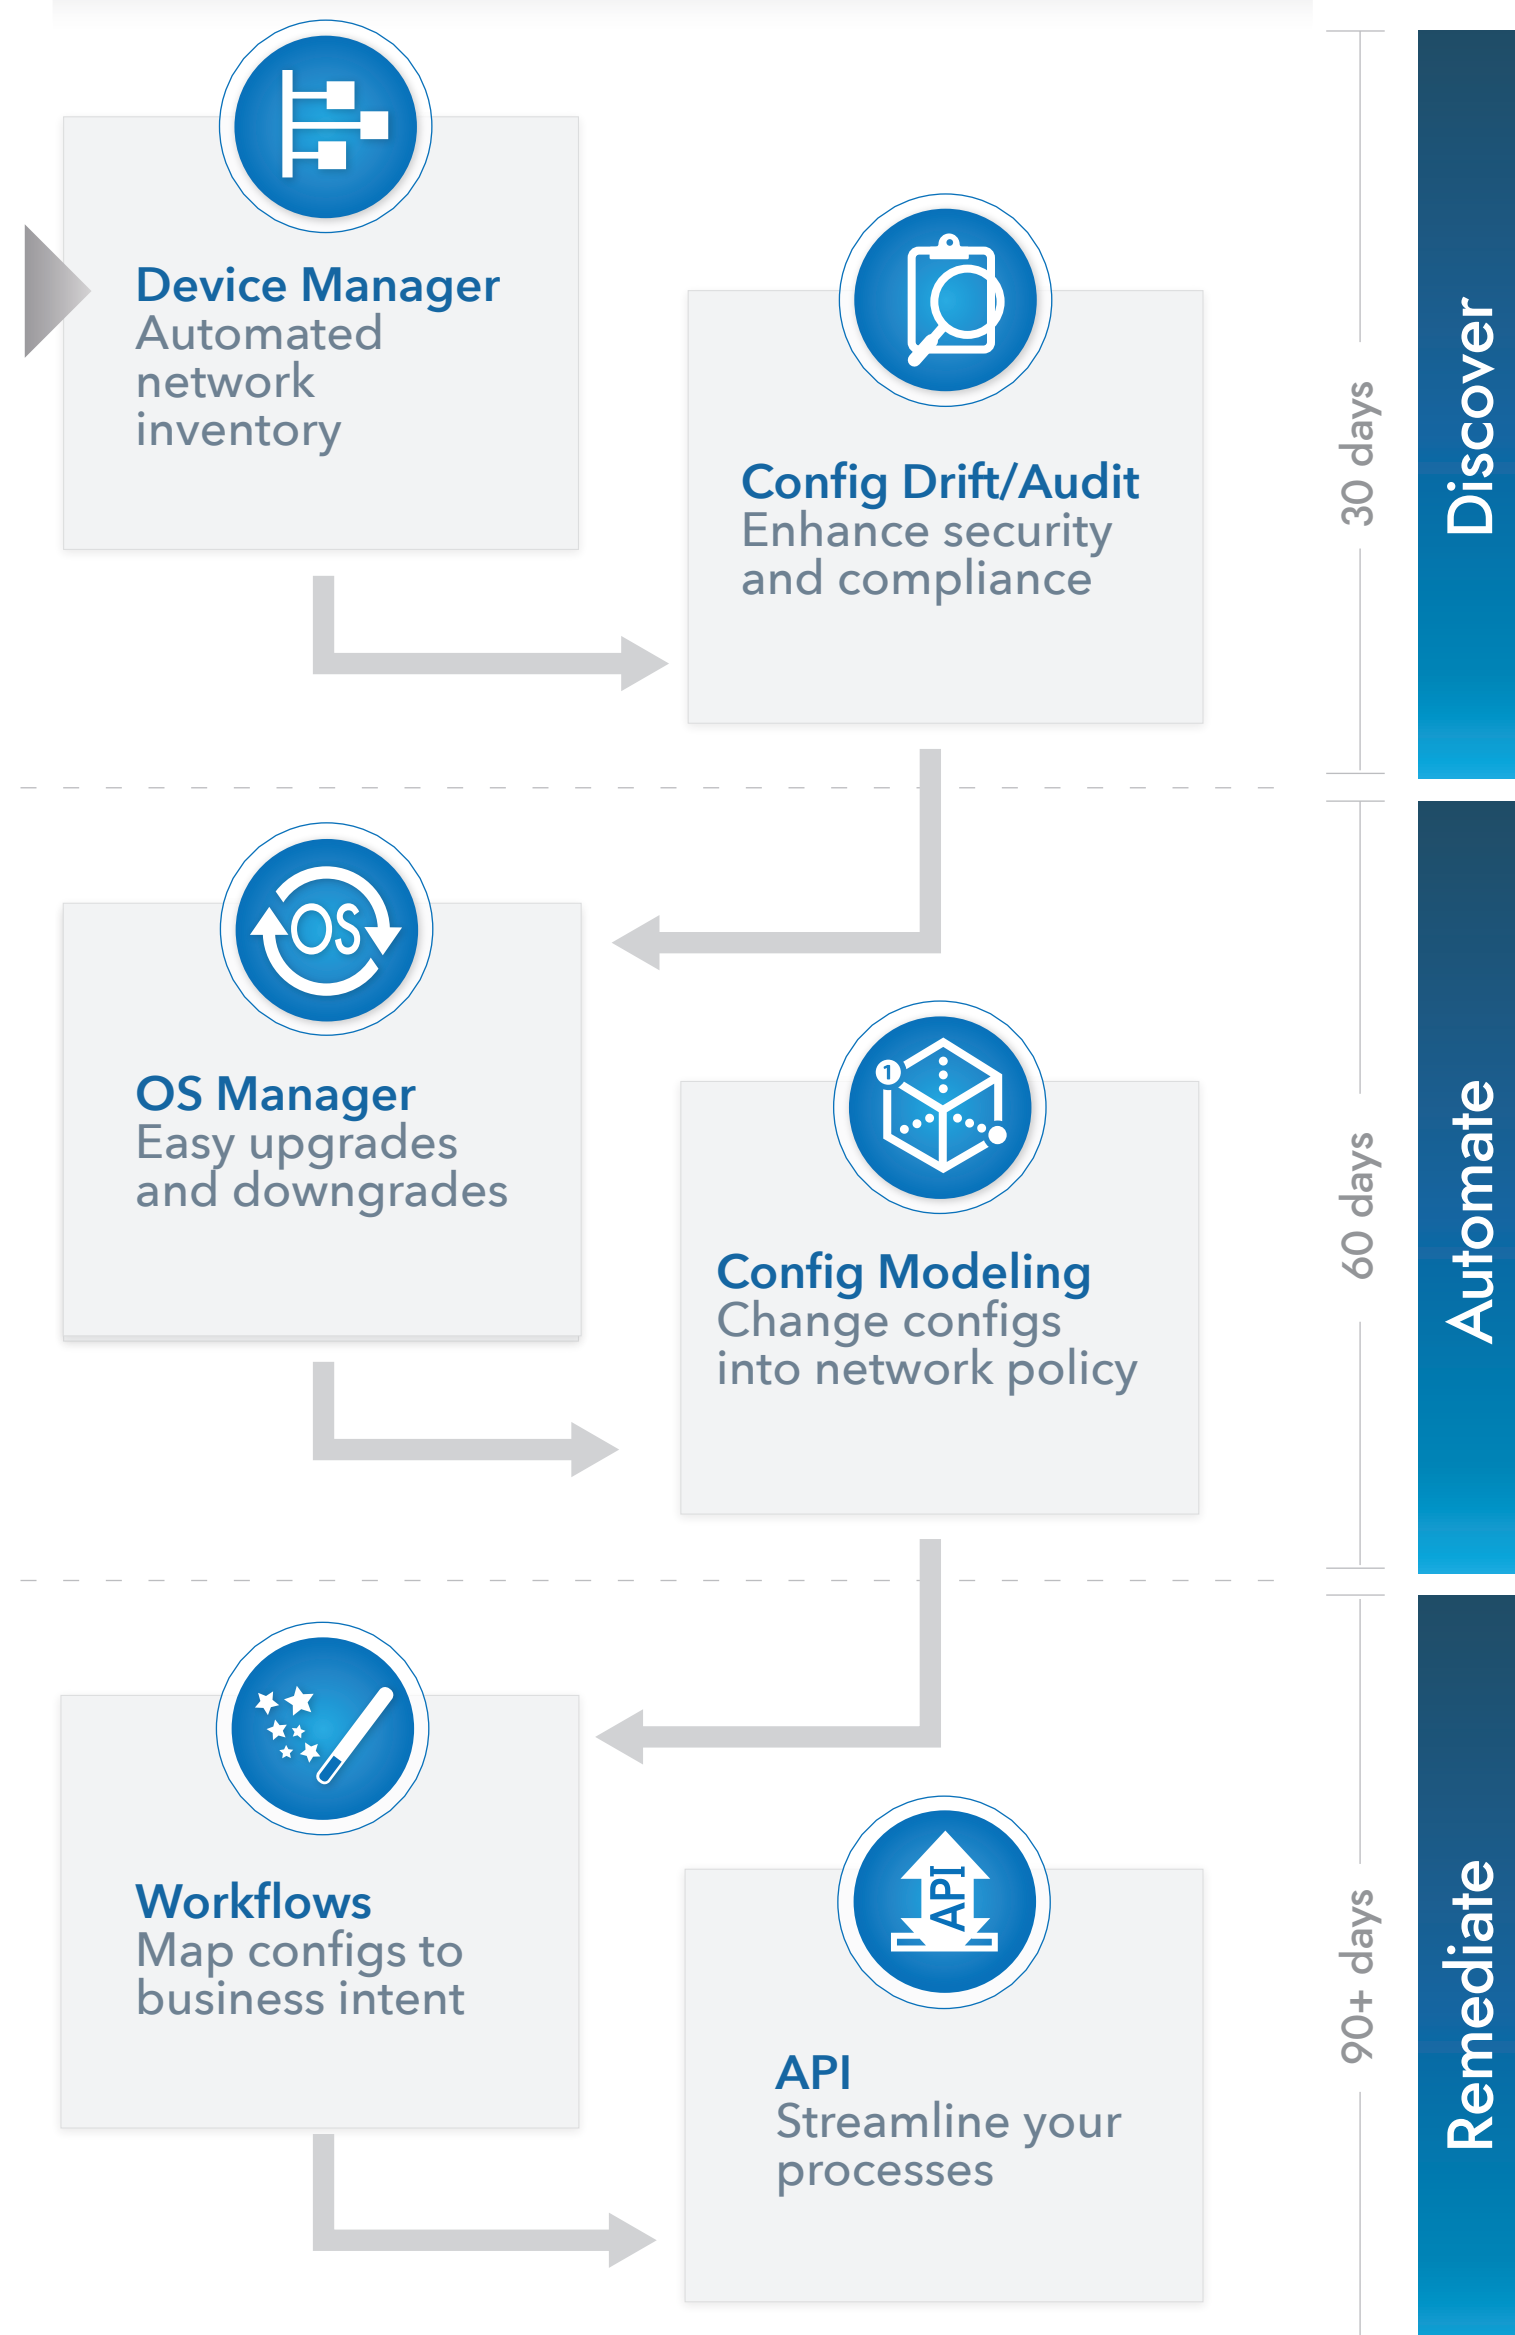 Device Manager
Automated
network
inventory
Config Drift/Audit
Enhance security
and compliance
30 days
Discover
OS
OS Manager
Easy upgrades
and downgrades
1
Config Modeling
Change configs
into network policy
60 days
Automate
Workflows
Map configs to
business intent
API
API
Streamline your
processes
90+ days
Remediate